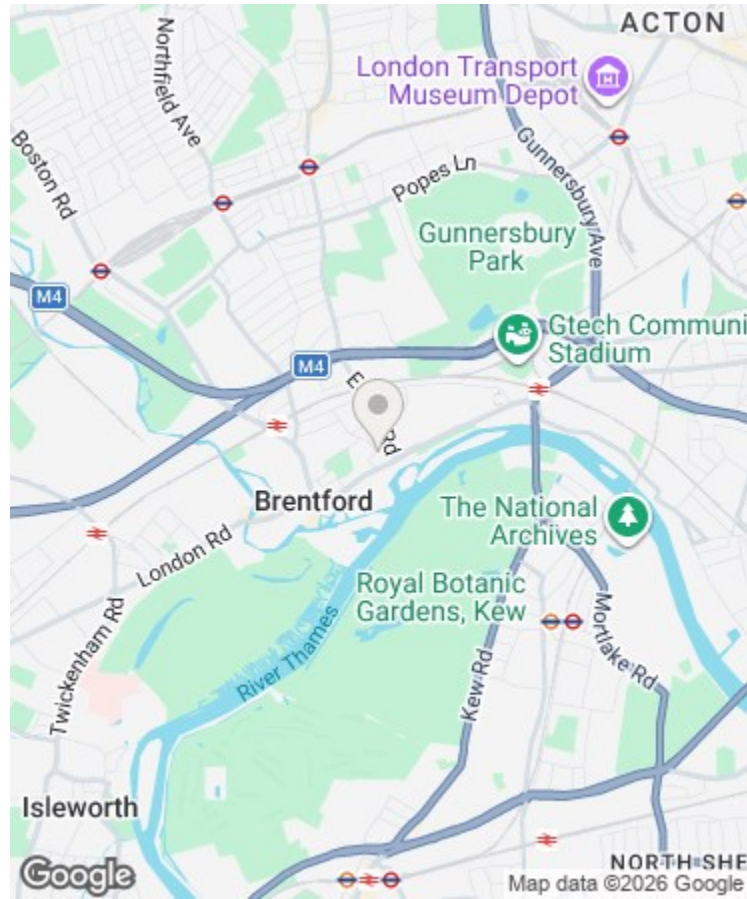 ACTON
Northfield Ave
London Transport
Museum Depot
Boston Rd
Popes Ln
Gunnersbury Ave
Gunnersbury
Park
M4
Gtech Communi
Stadium
M4
E
Rd
Brentford
The National
Archives
London Rd
Royal Botanic
Gardens, Kew
Mortlake Rd
Twickenham Rd
River Thames
Kew Rd
Isleworth
NORTH SHE
Google
Map data ©2026 Google